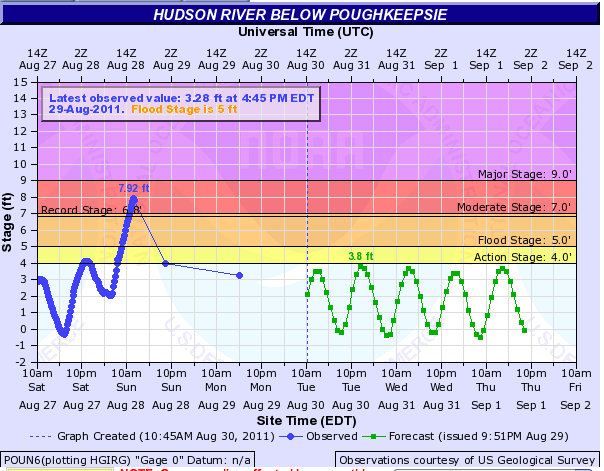 HUDSON RIVER BELOW POUGHKEEPSIE
Universal Time (UTC)
14Z 2Z 14Z 2Z 14Z 2Z 14Z 2Z 14Z 2Z 14Z 2Z 14Z
Aug 27 Aug 28 Aug 28 Aug 29 Aug 29 Aug 30 Aug 30 Aug 31 Aug 31 Sep 1 Sep 1 Sep 2 Sep 2
Latest observed value: 3.28 ft at 4:45 PM EDT
29-Aug-2011. Flood Stage is 5 ft
NOAA
Stage (ft)
15
14
13
12
11
10
9
8
7
6
5
4
3
2
1
0
-1
-2
Major Stage: 9.0'
7.92 ft
Record Stage: 6.8'
Moderate Stage: 7.0'
Flood Stage: 5.0'
3.8 ft
Action Stage: 4.0'
10am 10pm 10am 10pm 10am 10pm 10am 10pm 10am 10pm 10am 10pm 10am
Sat Sat Sun Sun Mon Mon Tue Tue Wed Wed Thu Thu Fri
Aug 27 Aug 27 Aug 28 Aug 28 Aug 29 Aug 29 Aug 30 Aug 30 Aug 31 Aug 31 Sep 1 Sep 1 Sep 2
Site Time (EDT)
Graph Created (10:45AM Aug 30, 2011) Observed Forecast (issued 9:51PM Aug 29)
POUN6(plotting HGIRG) "Gage 0" Datum: n/a Observations courtesy of US Geological Survey